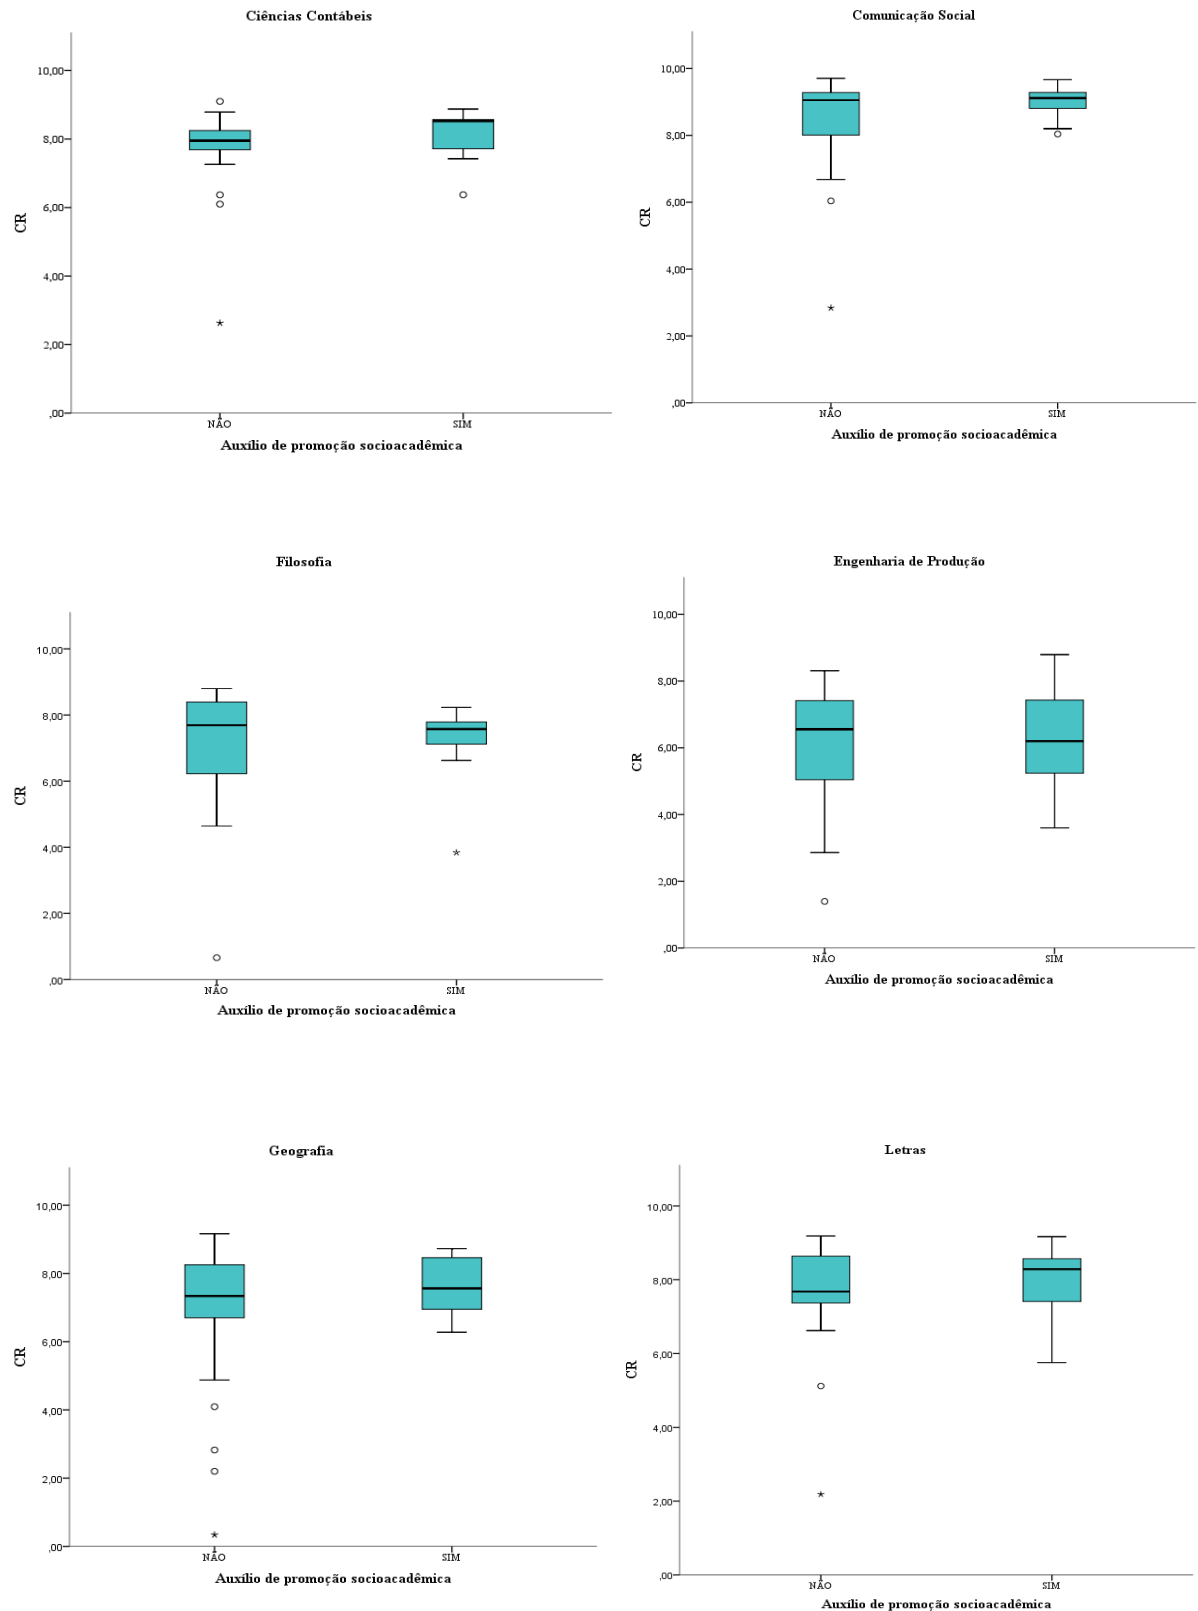 Ciências Contábeis
10,00
8,00
6,00
4,00
2,00
,00
CR
NÃO SIM
Auxílio de promoção socioacadêmica
Comunicação Social
10,00
8,00
6,00
4,00
2,00
,00
CR
NÃO SIM
Auxílio de promoção socioacadêmica
Filosofia
10,00
8,00
6,00
4,00
2,00
,00
CR
NÃO SIM
Auxílio de promoção socioacadêmica
Engenharia de Produção
10,00
8,00
6,00
4,00
2,00
,00
CR
NÃO SIM
Auxílio de promoção socioacadêmica
Geografia
10,00
8,00
6,00
4,00
2,00
,00
CR
NÃO SIM
Auxílio de promoção socioacadêmica
Letras
10,00
8,00
6,00
4,00
2,00
,00
CR
NÃO SIM
Auxílio de promoção socioacadêmica